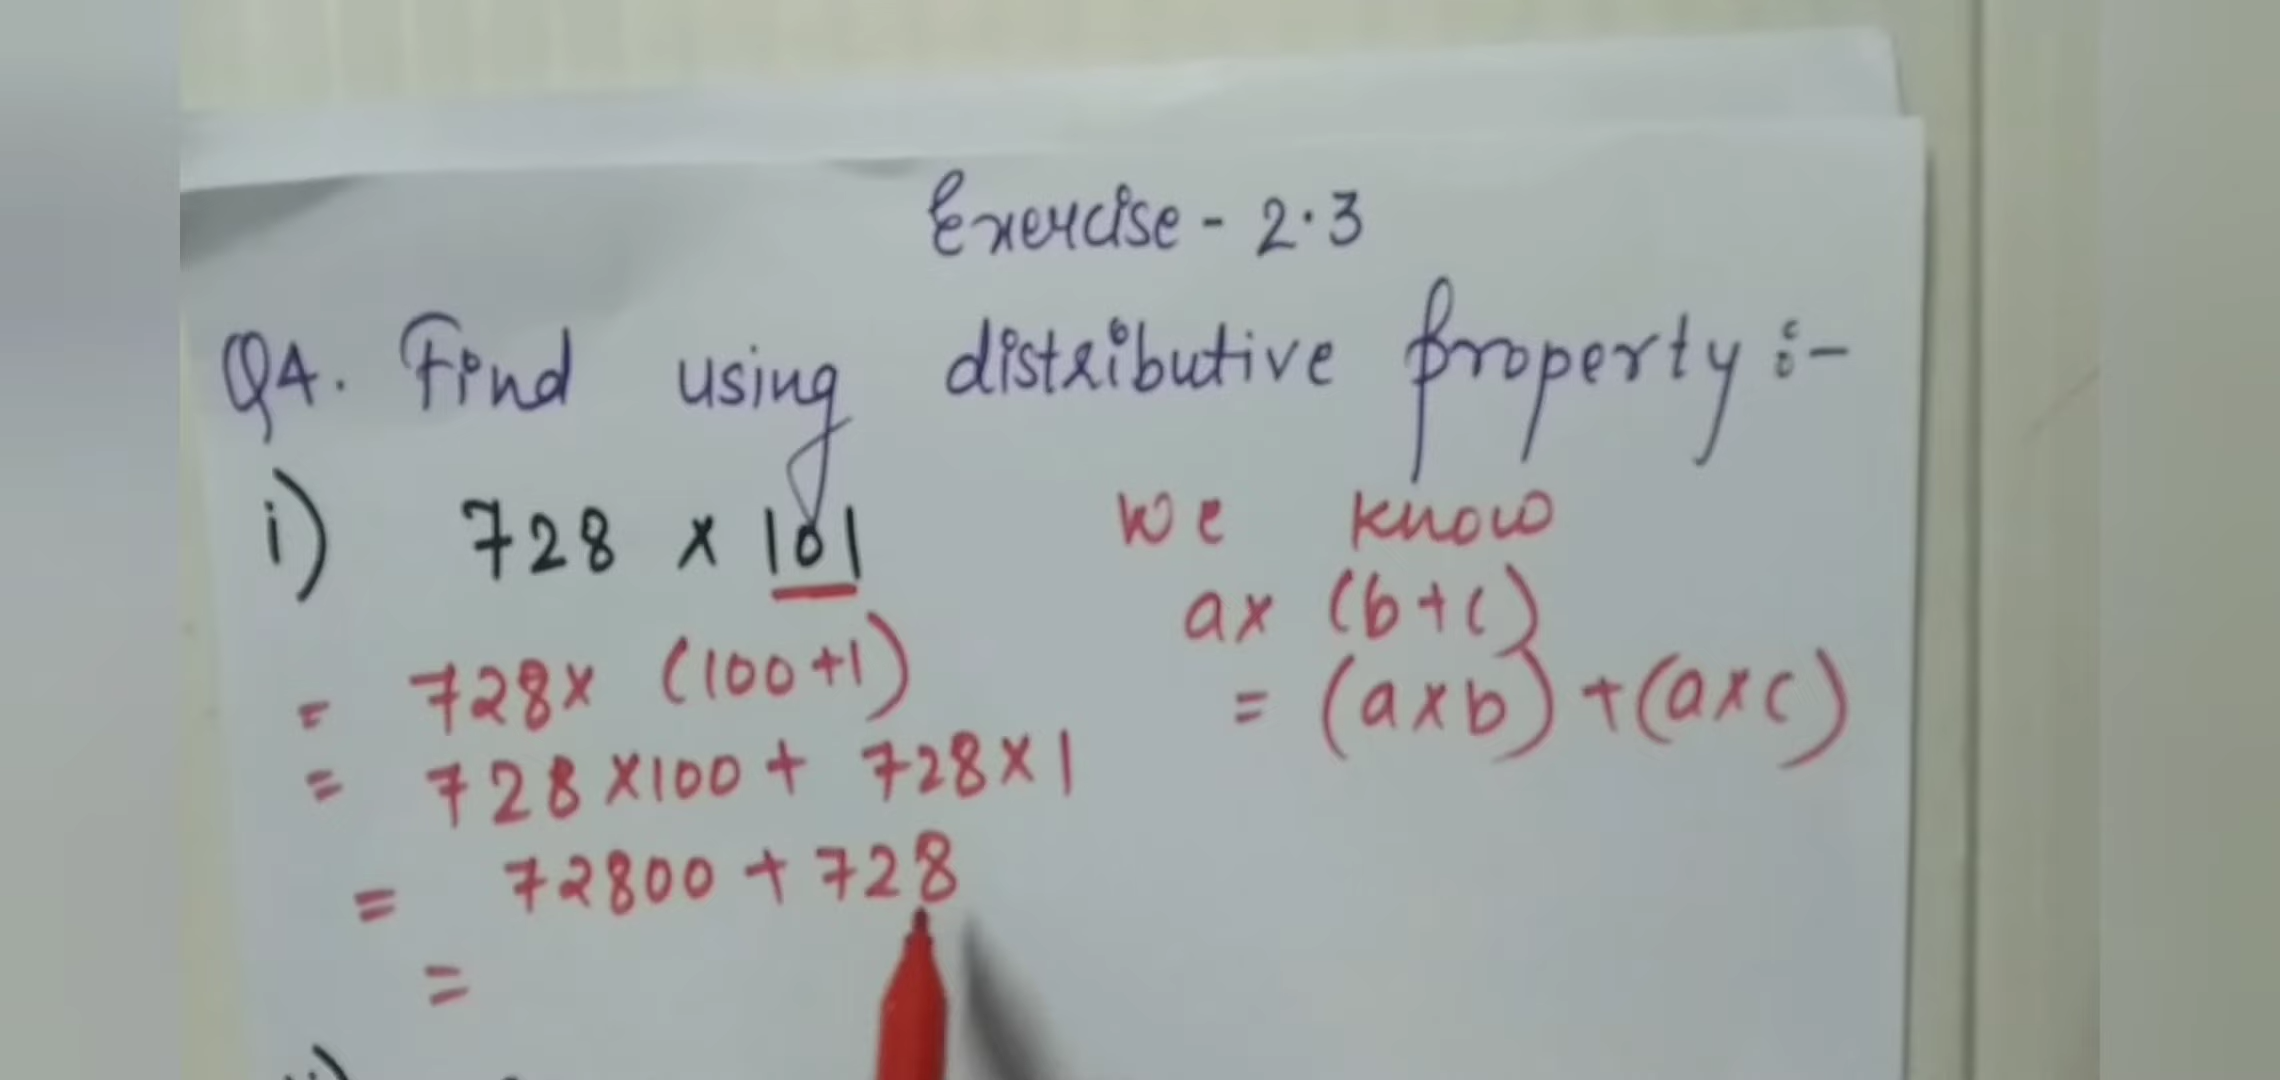 Exercise - 2.3
Q4. Find using distributive property :-
i) 728 × 101
= 728× (100+1)
= 728 ×100 + 728×1
= 72800 + 728
=
we know
a× (b+c)
= (a×b) + (a×c)